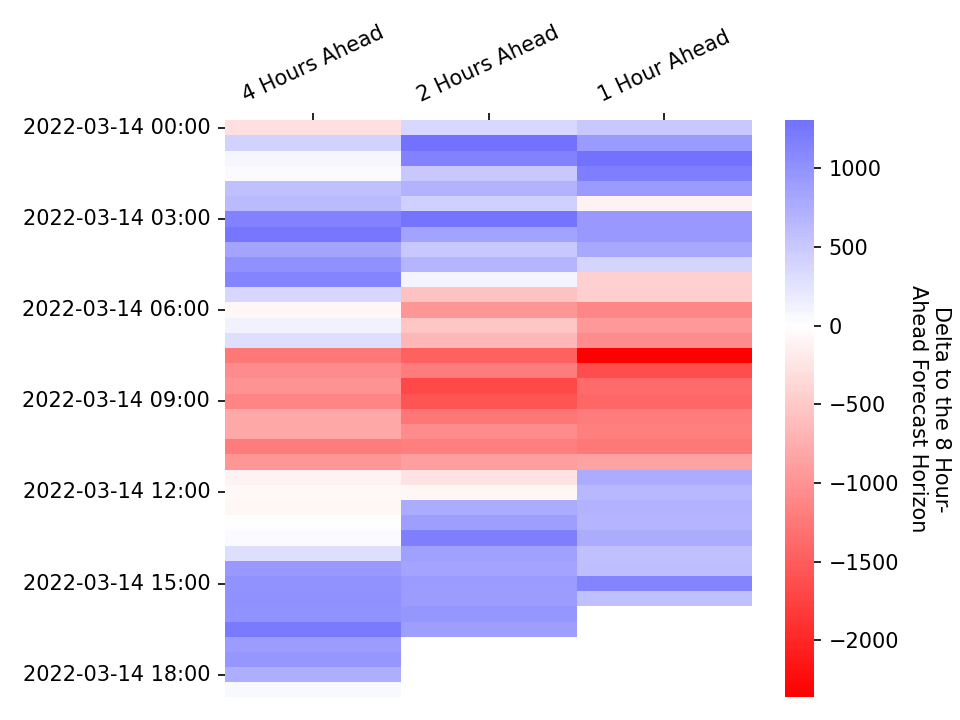 4 Hours Ahead
2 Hours Ahead
1 Hour Ahead
2022-03-14 00:00
2022-03-14 03:00
2022-03-14 06:00
2022-03-14 09:00
2022-03-14 12:00
2022-03-14 15:00
2022-03-14 18:00
1000
500
0
−500
−1000
−1500
−2000
Delta to the 8 Hour-
Ahead Forecast Horizon